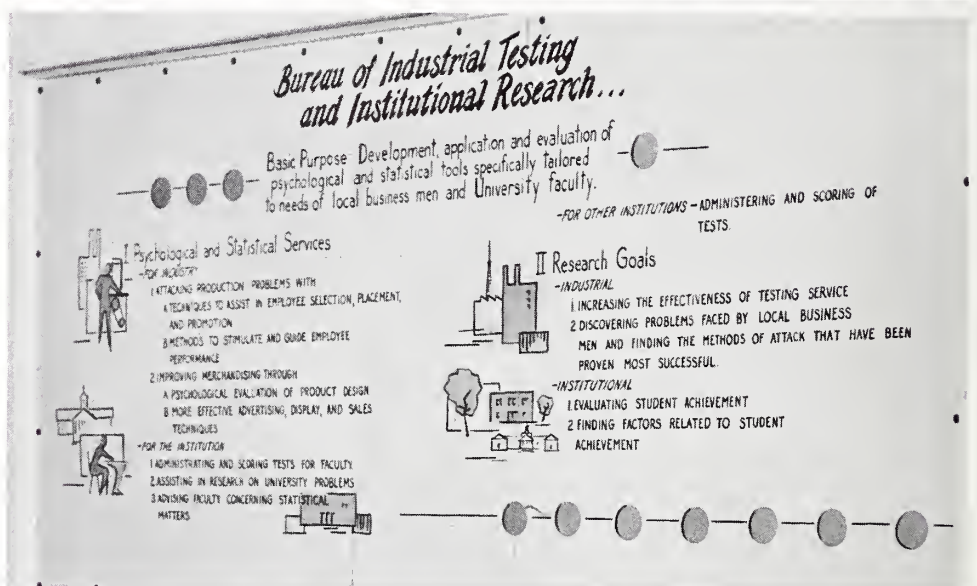 Bureau of Industrial Testing
and Institutional Research...
Basic Purpose Development, application and evaluation of
psychological and statistical tools specifically tailored
to needs of local business men and University faculty.
I Psychological and Statistical Services
-FOR INDUSTRY
1 ATTACKING PRODUCTION PROBLEMS WITH
A TECHNIQUES TO ASSIST IN EMPLOYEE SELECTION, PLACEMENT,
AND PROMOTION
B METHODS TO STIMULATE AND GUIDE EMPLOYEE
PERFORMANCE
2 IMPROVING MERCHANDISING THROUGH
A PSYCHOLOGICAL EVALUATION OF PRODUCT DESIGN
B MORE EFFECTIVE ADVERTISING, DISPLAY, AND SALES
TECHNIQUES
-FOR THE INSTITUTION
1 ADMINISTRATING AND SCORING TESTS FOR FACULTY
2 ASSISTING IN RESEARCH ON UNIVERSITY PROBLEMS
3 ADVISING FACULTY CONCERNING STATISTICAL
MATTERS
-FOR OTHER INSTITUTIONS - ADMINISTERING AND SCORING OF
TESTS.
II Research Goals
-INDUSTRIAL
1. INCREASING THE EFFECTIVENESS OF TESTING SERVICE
2 DISCOVERING PROBLEMS FACED BY LOCAL BUSINESS
MEN AND FINDING THE METHODS OF ATTACK THAT HAVE BEEN
PROVEN MOST SUCCESSFUL.
-INSTITUTIONAL
1. EVALUATING STUDENT ACHIEVEMENT
2 FINDING FACTORS RELATED TO STUDENT
ACHIEVEMENT